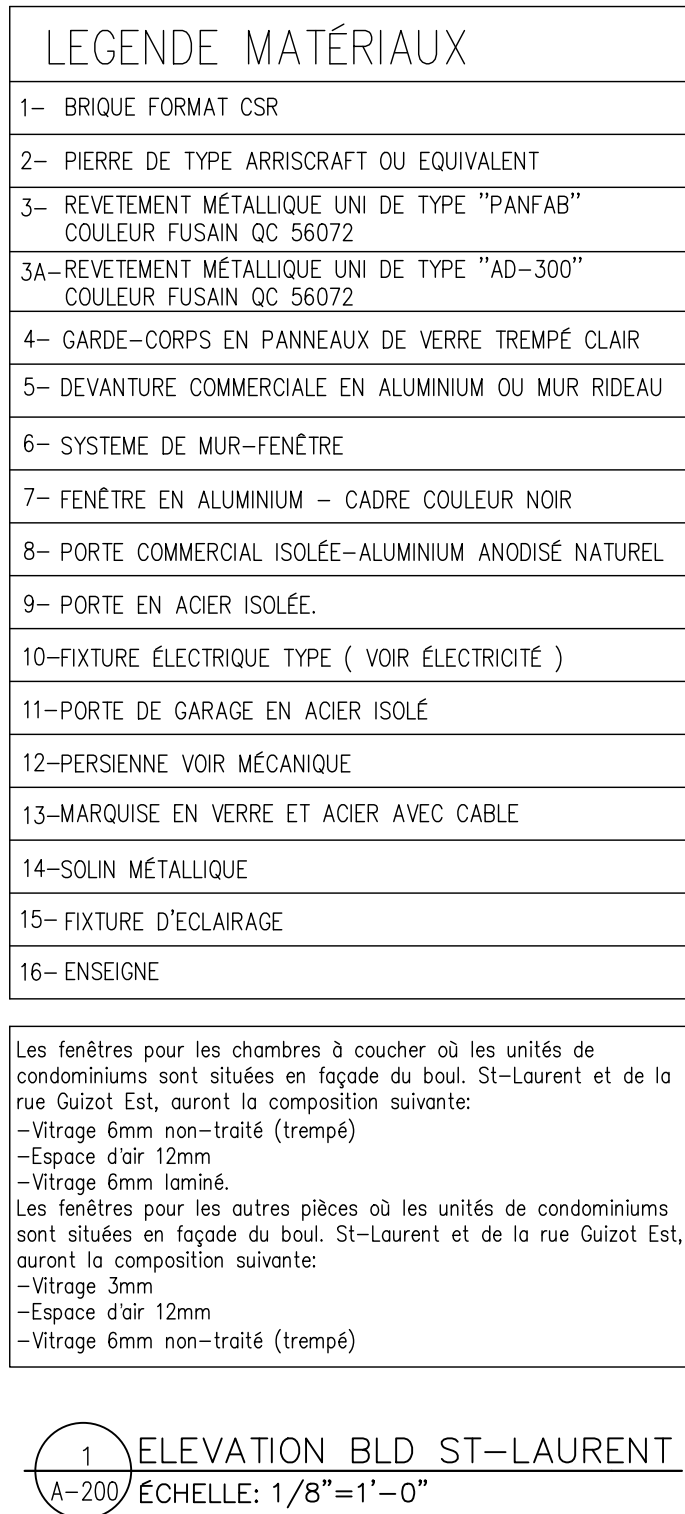 LEGENDE MATÉRIAUX
1- BRIQUE FORMAT CSR
2- PIERRE DE TYPE ARRISCRAFT OU EQUIVALENT
3- REVETEMENT MÉTALLIQUE UNI DE TYPE "PANFAB"
COULEUR FUSAIN QC 56072
3A-REVETEMENT MÉTALLIQUE UNI DE TYPE "AD-300"
COULEUR FUSAIN QC 56072
4- GARDE-CORPS EN PANNEAUX DE VERRE TREMPÉ CLAIR
5- DEVANTURE COMMERCIALE EN ALUMINIUM OU MUR RIDEAU
6- SYSTEME DE MUR-FENÊTRE
7- FENÊTRE EN ALUMINIUM - CADRE COULEUR NOIR
8- PORTE COMMERCIAL ISOLÉE-ALUMINIUM ANODISÉ NATUREL
9- PORTE EN ACIER ISOLÉE.
10-FIXTURE ÉLECTRIQUE TYPE ( VOIR ÉLECTRICITÉ )
11-PORTE DE GARAGE EN ACIER ISOLÉ
12-PERSIENNE VOIR MÉCANIQUE
13-MARQUISE EN VERRE ET ACIER AVEC CABLE
14-SOLIN MÉTALLIQUE
15- FIXTURE D'ECLAIRAGE
16- ENSEIGNE
Les fenêtres pour les chambres à coucher où les unités de
condominiums sont situées en façade du boul. St-Laurent et de la
rue Guizot Est, auront la composition suivante:
-Vitrage 6mm non-traité (trempé)
-Espace d'air 12mm
-Vitrage 6mm laminé.
Les fenêtres pour les autres pièces où les unités de condominiums
sont situées en façade du boul. St-Laurent et de la rue Guizot Est,
auront la composition suivante:
-Vitrage 3mm
-Espace d'air 12mm
-Vitrage 6mm non-traité (trempé)
1 ELEVATION BLD ST-LAURENT
A-200 ÉCHELLE: 1/8"=1'-0"